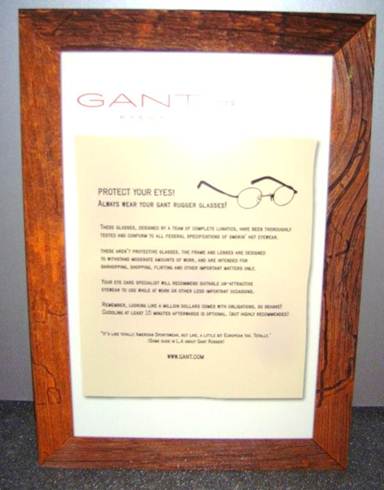 GANT
PROTECT YOUR EYES!
ALWAYS WEAR YOUR GANT RUGGER GLASSES!
THESE GLASSES, DESIGNED BY A TEAM OF COMPLETE LUNATICS, HAVE BEEN THOROUGHLY
TESTED AND CONFORM TO ALL FEDERAL SPECIFICATIONS OF SMOKIN' HOT EYEWEAR.
THESE AREN'T PROTECTIVE GLASSES, THE FRAME AND LENSES ARE DESIGNED
TO WITHSTAND MODERATE AMOUNTS OF WORK, AND ARE INTENDED FOR
BARHOPPING, SHOPPING, FLIRTING AND OTHER IMPORTANT MATTERS ONLY.
YOUR EYE CARE SPECIALIST WILL RECOMMEND SUITABLE UN-ATTRACTIVE
EYEWEAR TO USE WHILE AT WORK OR OTHER LESS IMPORTANT OCCASIONS.
REMEMBER, LOOKING LIKE A MILLION DOLLARS COMES WITH OBLIGATIONS, SO BEHAVE!
CUDDLING AT LEAST 15 MINUTES AFTERWARDS IS OPTIONAL, (BUT HIGHLY RECOMMENDED)
"IT'S LIKE TOTALLY AMERICAN SPORTSWEAR, BUT LIKE, A LITTLE BIT EUROPEAN TOO. TOTALLY."
(SOME DUDE IN L.A ABOUT GANT RUGGER)
WWW.GANT.COM